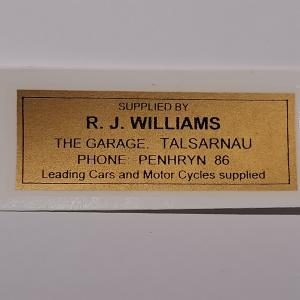 SUPPLIED BY
R. J. WILLIAMS
THE GARAGE, TALSARNAU
PHONE: PENHRYN 86
Leading Cars and Motor Cycles supplied